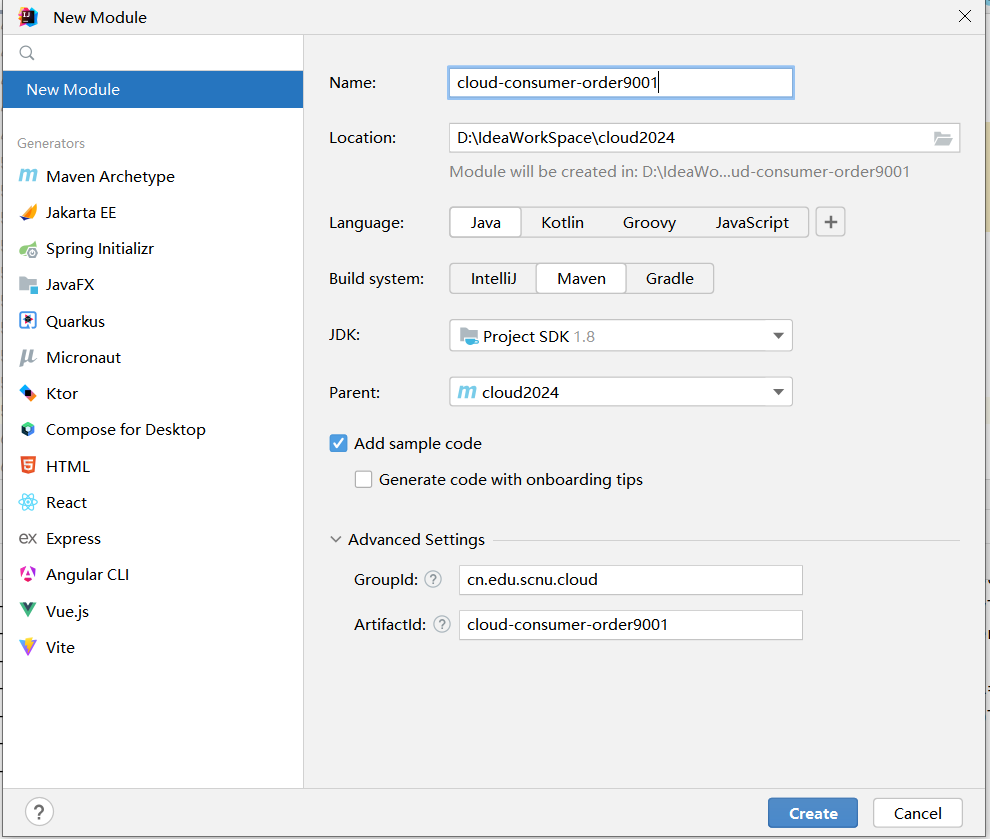 New Module
New Module
Generators
Maven Archetype
Jakarta EE
Spring Initializr
JavaFX
Quarkus
Micronaut
Ktor
Compose for Desktop
HTML
React
ex Express
Angular CLI
Vue.js
Vite
Name: cloud-consumer-order9001
Location: D:\IdeaWorkSpace\cloud2024
Module will be created in: D:\IdeaWo...ud-consumer-order9001
Language: Java Kotlin Groovy JavaScript +
Build system: IntelliJ Maven Gradle
JDK: Project SDK 1.8
Parent: m cloud2024
Add sample code
Generate code with onboarding tips
Advanced Settings
GroupId: ? cn.edu.scnu.cloud
ArtifactId: ? cloud-consumer-order9001
? Create Cancel